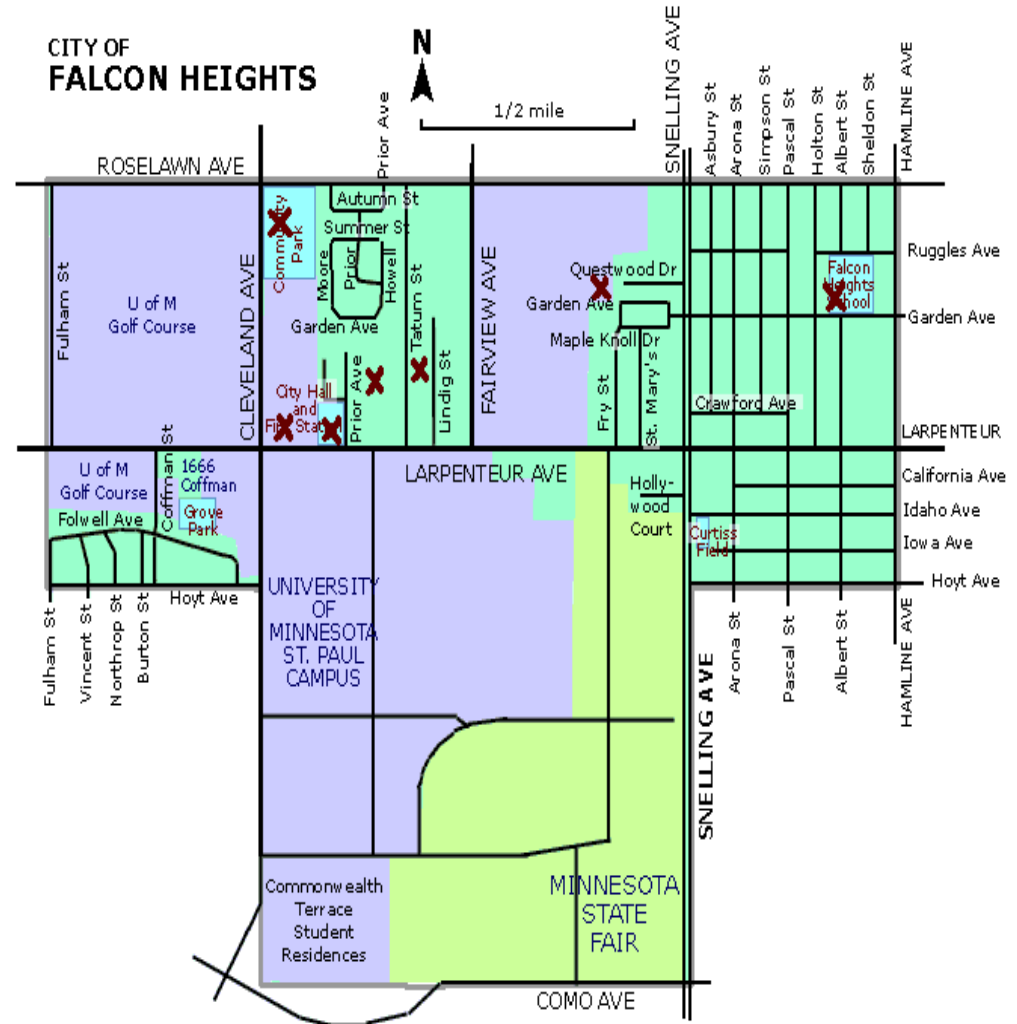 CITY OF
FALCON HEIGHTS
N
1/2 mile
Prior Ave
SNELLING AVE
Asbury St
Arona St
Simpson St
Pascal St
Holton St
Albert St
Sheldon St
HAMLINE AVE
ROSELAWN AVE
Community
Park
Autumn St
Summer St
Moore
Prior
Howell
Tatum St
Fulham St
U of M
Golf Course
CLEVELAND AVE
Garden Ave
FAIRVIEW AVE
Questwood Dr
Garden Ave
Maple Knoll Dr
Ruggles Ave
Falcon
Heights
School
Garden Ave
City Hall
and
Fire Station
Prior Ave
Lindig St
Fry St
St. Mary's
Crawford Ave
LARPENTEUR
LARPENTEUR AVE
U of M
Golf Course
Coffman St
1666
Coffman
Grove
Park
Folwell Ave
Holly-
wood
Court
California Ave
Idaho Ave
Curtiss
Field
Iowa Ave
Hoyt Ave
Hoyt Ave
Fulham St
Vincent St
Northrop St
Burton St
UNIVERSITY
OF
MINNESOTA
ST. PAUL
CAMPUS
SNELLING AVE
Arona St
Pascal St
Albert St
HAMLINE AVE
Commonwealth
Terrace
Student
Residences
MINNESOTA
STATE
FAIR
COMO AVE